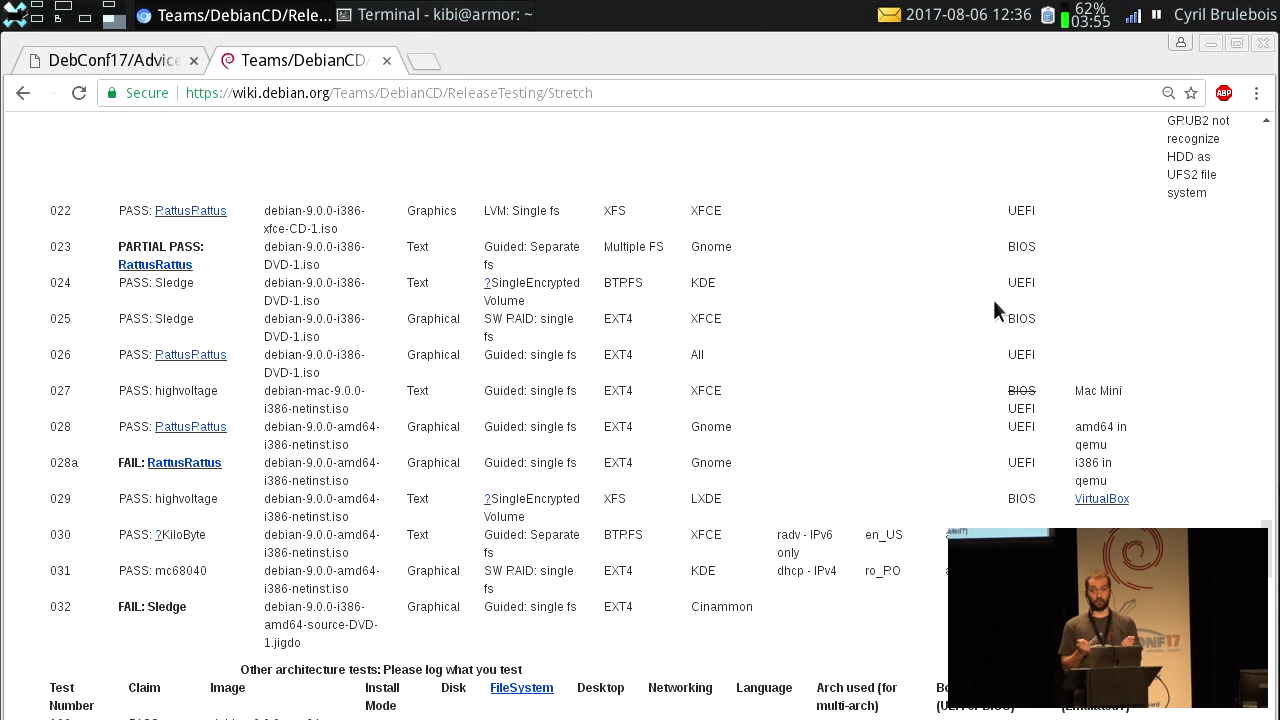 Teams/DebianCD/Rele...
Terminal - kibi@armor: ~
2017-08-06 12:36
62%
03:55
Cyril Brulebois
DebConf17/Advice
Teams/DebianCD/
Secure
https://wiki.debian.org/Teams/DebianCD/ReleaseTesting/Stretch
ABP
GRUB2 not
recognize
HDD as
UFS2 file
system
022 PASS: RattusRattus debian-9.0.0-i386- Graphics LVM: Single fs XFS XFCE UEFI
xfce-CD-1.iso
023 PARTIAL PASS: debian-9.0.0-i386- Text Guided: Separate Multiple FS Gnome BIOS
RattusRattus DVD-1.iso fs
024 PASS: Sledge debian-9.0.0-i386- Text ?SingleEncrypted BTRFS KDE UEFI
DVD-1.iso Volume
025 PASS: Sledge debian-9.0.0-i386- Graphical SW RAID: single EXT4 XFCE BIOS
DVD-1.iso fs
026 PASS: RattusRattus debian-9.0.0-i386- Graphical Guided: single fs EXT4 All UEFI
DVD-1.iso
027 PASS: highvoltage debian-mac-9.0.0- Text Guided: single fs EXT4 XFCE BIOS Mac Mini
i386-netinst.iso UEFI
028 PASS: RattusRattus debian-9.0.0-amd64- Graphical Guided: single fs EXT4 Gnome UEFI amd64 in
i386-netinst.iso qemu
028a FAIL: RattusRattus debian-9.0.0-amd64- Graphical Guided: single fs EXT4 Gnome UEFI i386 in
i386-netinst.iso qemu
029 PASS: highvoltage debian-9.0.0-amd64- Text ?SingleEncrypted XFS LXDE BIOS VirtualBox
i386-netinst.iso Volume
030 PASS: ?KiloByte debian-9.0.0-amd64- Text Guided: Separate BTRFS XFCE radv - IPv6 en_US
i386-netinst.iso fs only
031 PASS: mc68040 debian-9.0.0-amd64- Graphical SW RAID: single EXT4 KDE dhcp - IPv4 ro_RO
i386-netinst.iso fs
032 FAIL: Sledge debian-9.0.0-i386- Graphical Guided: single fs EXT4 Cinammon
amd64-source-DVD-
1.jigdo
Other architecture tests: Please log what you test
Test Claim Image Install Disk FileSystem Desktop Networking Language Arch used (for
Number Mode multi-arch)